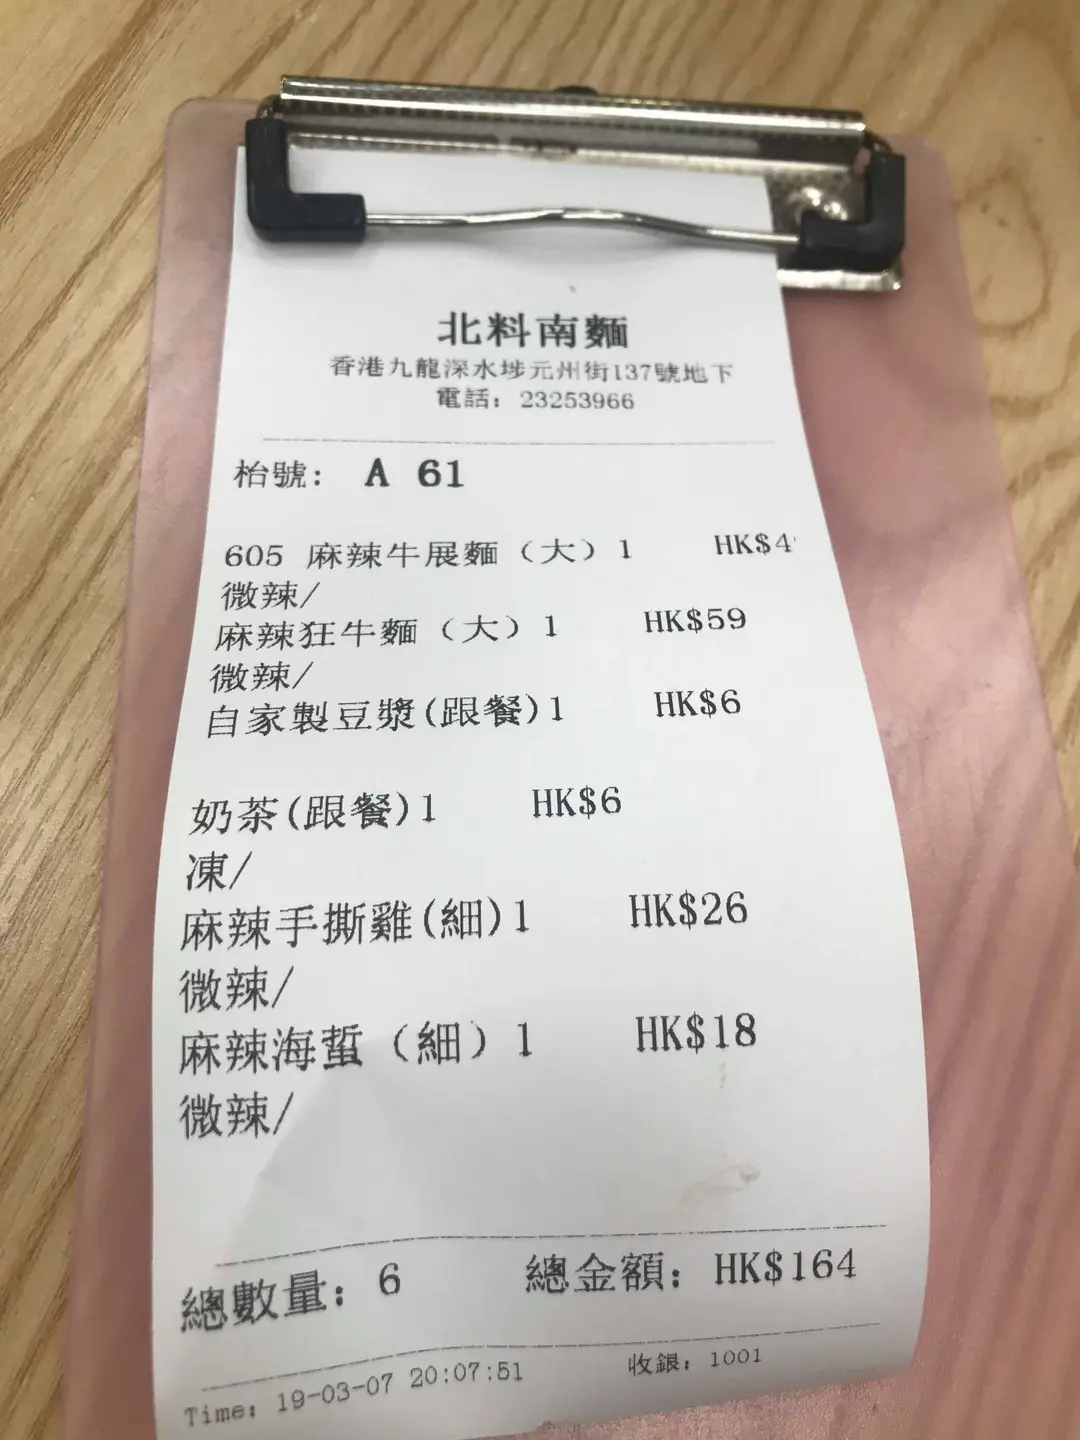 北料南麵
香港九龍深水埗元州街137號地下
電話: 23253966
枱號: A 61
605 麻辣牛展麵（大）1 HK$4
微辣/
麻辣狂牛麵（大）1 HK$59
微辣/
自家製豆漿(跟餐)1 HK$6
奶茶(跟餐)1 HK$6
凍/
麻辣手撕雞(細)1 HK$26
微辣/
麻辣海蜇（細）1 HK$18
微辣/
總數量: 6 總金額: HK$164
Time: 19-03-07 20:07:51 收銀: 1001